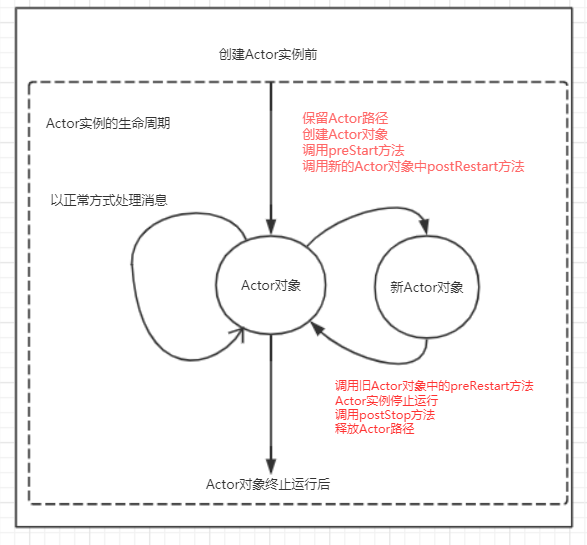 创建Actor实例前
Actor实例的生命周期
保留Actor路径
创建Actor对象
调用preStart方法
调用新的Actor对象中postRestart方法
以正常方式处理消息
Actor对象
新Actor对象
调用旧Actor对象中的preRestart方法
Actor实例停止运行
调用postStop方法
释放Actor路径
Actor对象终止运行后